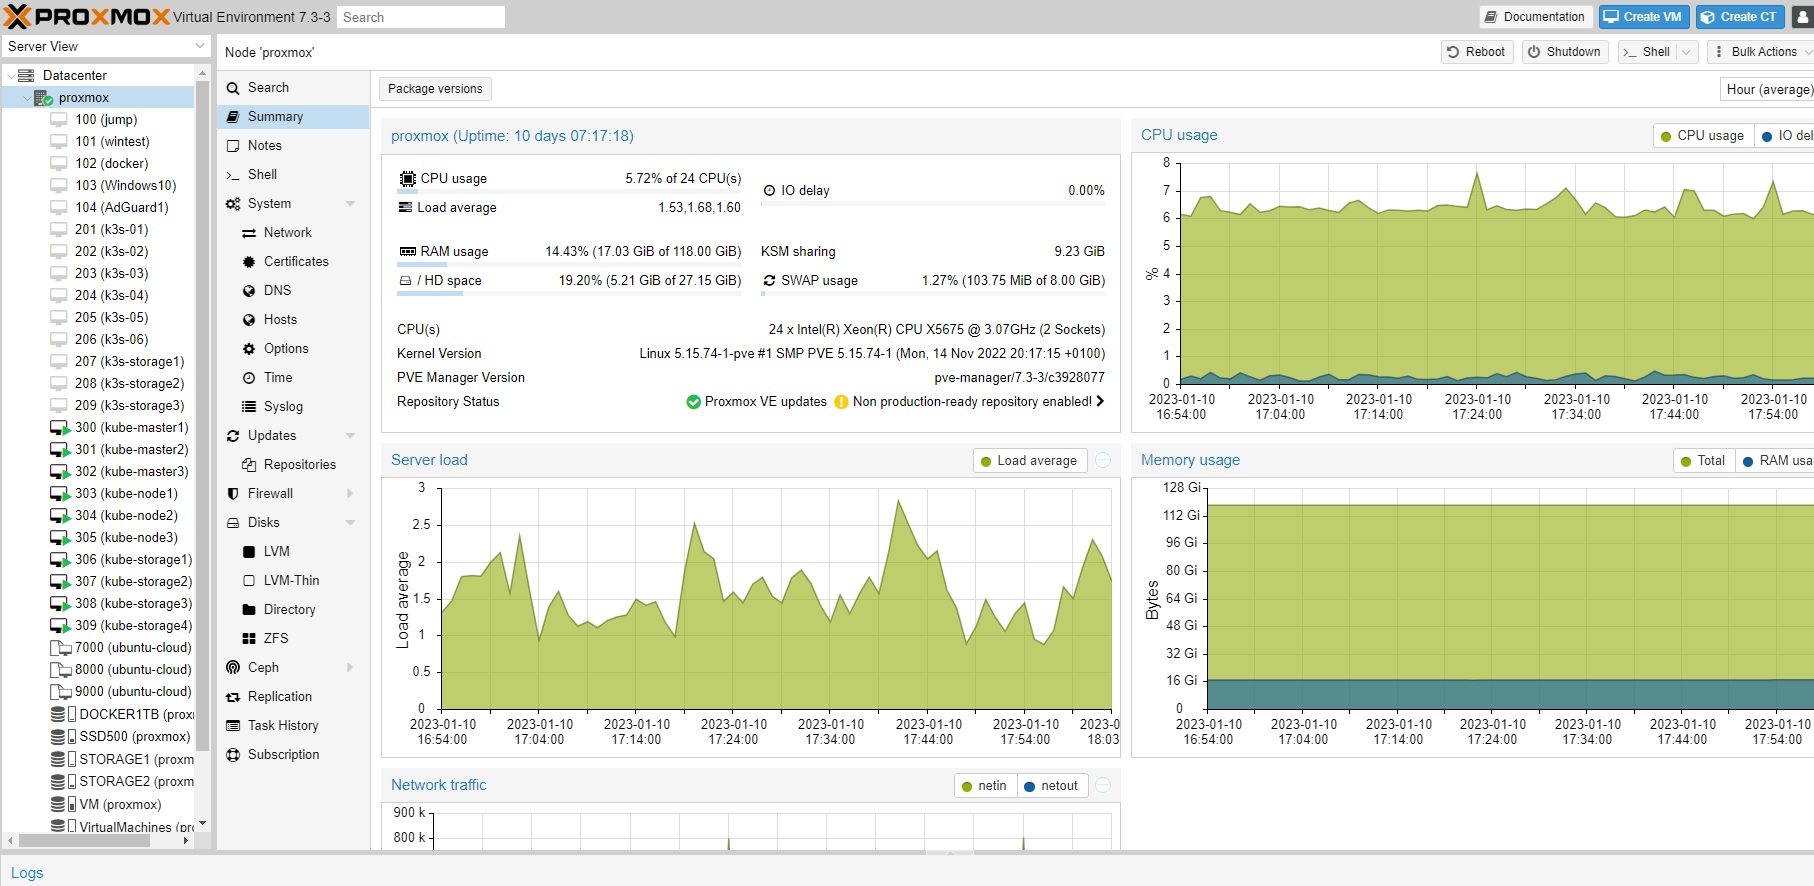 PROXMOX Virtual Environment 7.3-3 Search
Documentation Create VM Create CT
Server View
Datacenter
proxmox
100 (jump)
101 (wintest)
102 (docker)
103 (Windows10)
104 (AdGuard1)
201 (k3s-01)
202 (k3s-02)
203 (k3s-03)
204 (k3s-04)
205 (k3s-05)
206 (k3s-06)
207 (k3s-storage1)
208 (k3s-storage2)
209 (k3s-storage3)
300 (kube-master1)
301 (kube-master2)
302 (kube-master3)
303 (kube-node1)
304 (kube-node2)
305 (kube-node3)
306 (kube-storage1)
307 (kube-storage2)
308 (kube-storage3)
309 (kube-storage4)
7000 (ubuntu-cloud)
8000 (ubuntu-cloud)
9000 (ubuntu-cloud)
DOCKER1TB (prox
SSD500 (proxmox)
STORAGE1 (proxm
STORAGE2 (proxm
VM (proxmox)
VirtualMachines (pro
Node 'proxmox'
Reboot Shutdown >_ Shell Bulk Actions
Search
Summary
Notes
>_ Shell
System
Network
Certificates
DNS
Hosts
Options
Time
Syslog
Updates
Repositories
Firewall
Disks
LVM
LVM-Thin
Directory
ZFS
Ceph
Replication
Task History
Subscription
Package versions
Hour (average)
proxmox (Uptime: 10 days 07:17:18)
CPU usage 5.72% of 24 CPU(s)
Load average 1.53,1.68,1.60
IO delay 0.00%
RAM usage 14.43% (17.03 GiB of 118.00 GiB)
KSM sharing 9.23 GiB
/ HD space 19.20% (5.21 GiB of 27.15 GiB)
SWAP usage 1.27% (103.75 MiB of 8.00 GiB)
CPU(s) 24 x Intel(R) Xeon(R) CPU X5675 @ 3.07GHz (2 Sockets)
Kernel Version Linux 5.15.74-1-pve #1 SMP PVE 5.15.74-1 (Mon, 14 Nov 2022 20:17:15 +0100)
PVE Manager Version pve-manager/7.3-3/c3928077
Repository Status Proxmox VE updates Non production-ready repository enabled!
CPU usage
CPU usage IO del
8
7
6
5
% 4
3
2
1
0
2023-01-10 2023-01-10 2023-01-10 2023-01-10 2023-01-10 2023-01-10 2023-01-10
16:54:00 17:04:00 17:14:00 17:24:00 17:34:00 17:44:00 17:54:00
Server load
Load average
3
2.5
2
1.5
1
0.5
0
Load average
2023-01-10 2023-01-10 2023-01-10 2023-01-10 2023-01-10 2023-01-10 2023-01-10 2023-0
16:54:00 17:04:00 17:14:00 17:24:00 17:34:00 17:44:00 17:54:00 18:03
Memory usage
Total RAM usa
128 Gi
112 Gi
96 Gi
80 Gi
64 Gi
48 Gi
32 Gi
16 Gi
0
Bytes
2023-01-10 2023-01-10 2023-01-10 2023-01-10 2023-01-10 2023-01-10 2023-01-10
16:54:00 17:04:00 17:14:00 17:24:00 17:34:00 17:44:00 17:54:00
Network traffic
netin netout
900 k
800 k
Logs